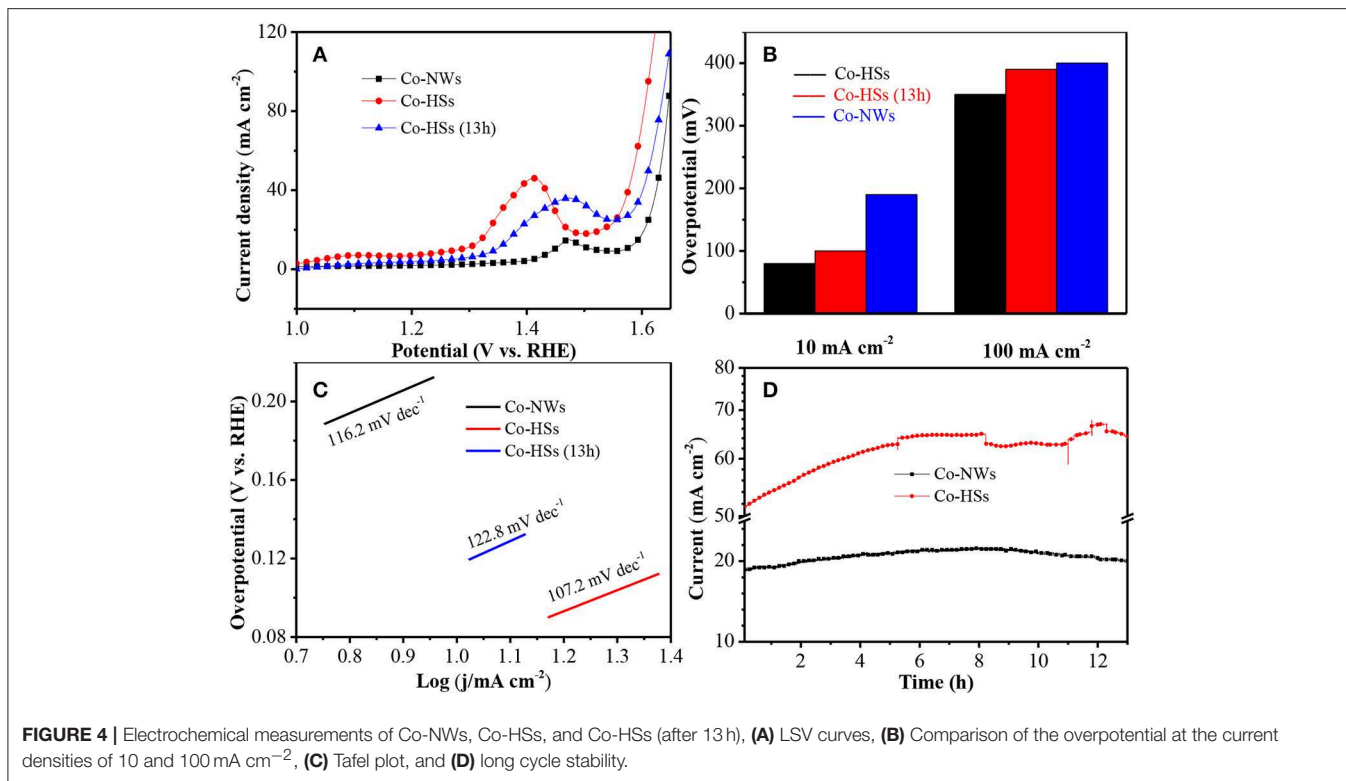 A
Co-NWs
Co-HSs
Co-HSs (13h)
120
80
40
0
Current density (mA cm⁻²)
1.0
1.2
1.4
1.6
Potential (V vs. RHE)
B
Co-HSs
Co-HSs (13h)
Co-NWs
400
300
200
100
0
Overpotential (mV)
10 mA cm⁻²
100 mA cm⁻²
C
Co-NWs
Co-HSs
Co-HSs (13h)
116.2 mV dec⁻¹
122.8 mV dec⁻¹
107.2 mV dec⁻¹
0.20
0.16
0.12
0.08
Overpotential (V vs. RHE)
0.7
0.8
0.9
1.0
1.1
1.2
1.3
1.4
Log (j/mA cm⁻²)
D
Co-NWs
Co-HSs
80
70
60
50
20
10
Current (mA cm⁻²)
2
4
6
8
10
12
Time (h)
FIGURE 4 | Electrochemical measurements of Co-NWs, Co-HSs, and Co-HSs (after 13 h), (A) LSV curves, (B) Comparison of the overpotential at the current
densities of 10 and 100 mA cm⁻², (C) Tafel plot, and (D) long cycle stability.